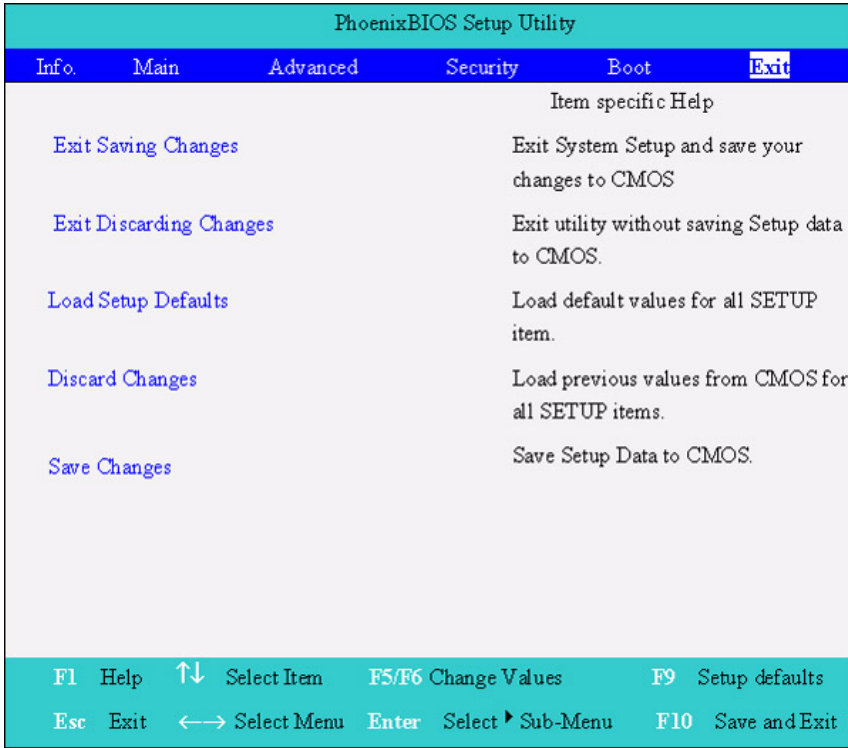 PhoenixBIOS Setup Utility
Info. Main Advanced Security Boot Exit
Item specific Help
Exit Saving Changes
Exit System Setup and save your
changes to CMOS
Exit Discarding Changes
Exit utility without saving Setup data
to CMOS.
Load Setup Defaults
Load default values for all SETUP
item.
Discard Changes
Load previous values from CMOS for
all SETUP items.
Save Changes
Save Setup Data to CMOS.
F1 Help ↑↓ Select Item F5/F6 Change Values F9 Setup defaults
Esc Exit ←→ Select Menu Enter Select ▶ Sub-Menu F10 Save and Exit